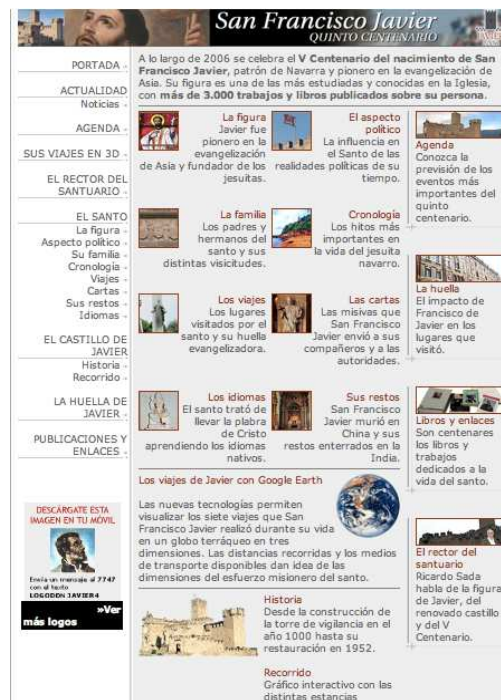 San Francisco Javier
QUINTO CENTENARIO
PORTADA
ACTUALIDAD
Noticias
AGENDA
SUS VIAJES EN 3D
EL RECTOR DEL
SANTUARIO
EL SANTO
La figura
Aspecto político
Su familia
Cronología
Viajes
Cartas
Sus restos
Idiomas
EL CASTILLO DE
JAVIER
Historia
Recorrido
LA HUELLA DE
JAVIER
PUBLICACIONES Y
ENLACES
DESCÁRGATE ESTA
IMAGEN EN TU MÓVIL
Envía un mensaje al 7747
con el texto
LOGODDN JAVIER4
»Ver
más logos
A lo largo de 2006 se celebra el V Centenario del nacimiento de San
Francisco Javier, patrón de Navarra y pionero en la evangelización de
Asia. Su figura es una de las más estudiadas y conocidas en la Iglesia,
con más de 3.000 trabajos y libros publicados sobre su persona.
La figura
Javier fue
pionero en la
evangelización
de Asia y fundador de los
jesuitas.
El aspecto
político
La influencia en
el Santo de las
realidades políticas de su
tiempo.
La familia
Los padres y
hermanos del
santo y sus
distintas visicitudes.
Cronología
Los hitos más
importantes en
la vida del jesuita
navarro.
Los viajes
Los lugares
visitados por el
santo y su huella
evangelizadora.
Las cartas
Las misivas que
San Francisco
Javier envió a sus
compañeros y a las
autoridades.
Los idiomas
El santo trató de
llevar la plabra
de Cristo
aprendiendo los idiomas
nativos.
Sus restos
San Francisco
Javier murió en
China y sus
restos enterrados en la
India.
Los viajes de Javier con Google Earth
Las nuevas tecnologías permiten
visualizar los siete viajes que San
Francisco Javier realizó durante su vida
en un globo terráqueo en tres
dimensiones. Las distancias recorridas y los medios
de transporte disponibles dan idea de las
dimensiones del esfuerzo misionero del santo.
Historia
Desde la construcción de
la torre de vigilancia en el
año 1000 hasta su
restauración en 1952.
Recorrido
Gráfico interactivo con las
distintas estancias
Agenda
Conozca la
previsión de los
eventos más
importantes del
quinto
centenario.
La huella
El impacto de
Francisco de
Javier en los
lugares que
visitó.
Libros y enlaces
Son centenares
los libros y
trabajos
dedicados a la
vida del santo.
El rector del
santuario
Ricardo Sada
habla de la figura
de Javier, del
renovado castillo
y del V
Centenario.